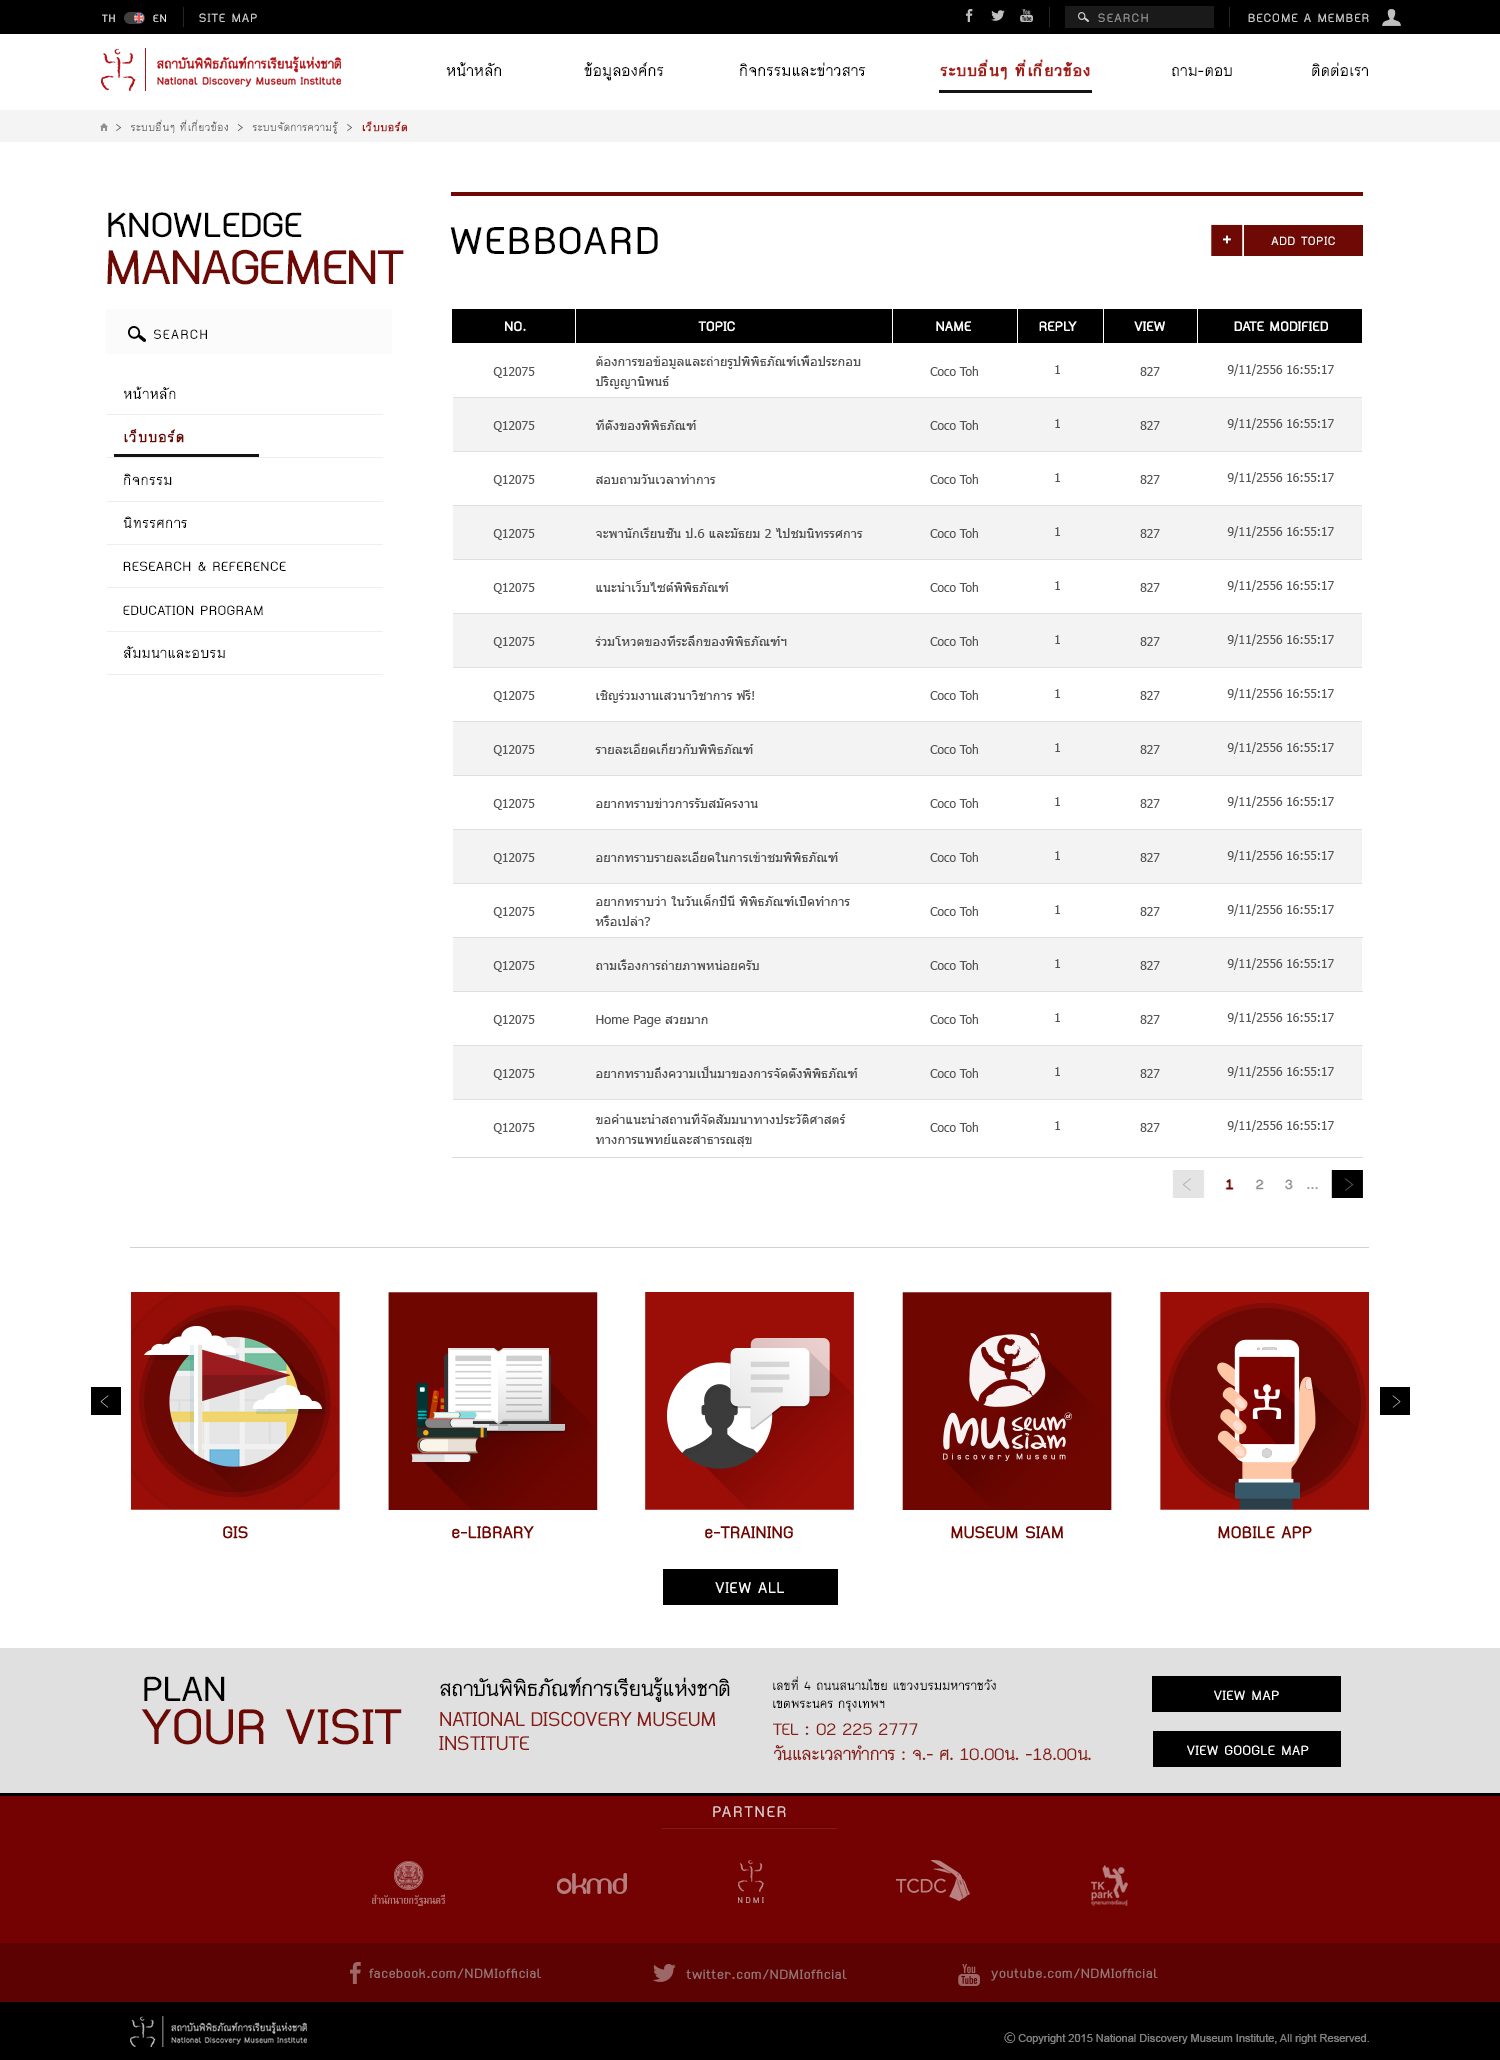 TH EN SITE MAP SEARCH BECOME A MEMBER
สถาบันพิพิธภัณฑ์การเรียนรู้แห่งชาติ
National Discovery Museum Institute
หน้าหลัก ข้อมูลองค์กร กิจกรรมและข่าวสาร ระบบอื่นๆ ที่เกี่ยวข้อง ถาม-ตอบ ติดต่อเรา
> ระบบอื่นๆ ที่เกี่ยวข้อง > ระบบจัดการความรู้ > เว็บบอร์ด
KNOWLEDGE
MANAGEMENT
SEARCH
หน้าหลัก
เว็บบอร์ด
กิจกรรม
นิทรรศการ
RESEARCH & REFERENCE
EDUCATION PROGRAM
สัมมนาและอบรม
WEBBOARD
+ ADD TOPIC
NO. TOPIC NAME REPLY VIEW DATE MODIFIED
Q12075 ต้องการขอข้อมูลและถ่ายรูปพิพิธภัณฑ์เพื่อประกอบ Coco Toh 1 827 9/11/2556 16:55:17
ปริญญานิพนธ์
Q12075 ที่ตั้งของพิพิธภัณฑ์ Coco Toh 1 827 9/11/2556 16:55:17
Q12075 สอบถามวันเวลาทำการ Coco Toh 1 827 9/11/2556 16:55:17
Q12075 จะพานักเรียนชั้น ป.6 และมัธยม 2 ไปชมนิทรรศการ Coco Toh 1 827 9/11/2556 16:55:17
Q12075 แนะนำเว็บไซต์พิพิธภัณฑ์ Coco Toh 1 827 9/11/2556 16:55:17
Q12075 ร่วมโหวตของที่ระลึกของพิพิธภัณฑ์ฯ Coco Toh 1 827 9/11/2556 16:55:17
Q12075 เชิญร่วมงานเสวนาวิชาการ ฟรี! Coco Toh 1 827 9/11/2556 16:55:17
Q12075 รายละเอียดเกี่ยวกับพิพิธภัณฑ์ Coco Toh 1 827 9/11/2556 16:55:17
Q12075 อยากทราบข่าวการรับสมัครงาน Coco Toh 1 827 9/11/2556 16:55:17
Q12075 อยากทราบรายละเอียดในการเข้าชมพิพิธภัณฑ์ Coco Toh 1 827 9/11/2556 16:55:17
Q12075 อยากทราบว่า ในวันเด็กปีนี้ พิพิธภัณฑ์เปิดทำการ Coco Toh 1 827 9/11/2556 16:55:17
หรือเปล่า?
Q12075 ถามเรื่องการถ่ายภาพหน่อยครับ Coco Toh 1 827 9/11/2556 16:55:17
Q12075 Home Page สวยมาก Coco Toh 1 827 9/11/2556 16:55:17
Q12075 อยากทราบถึงความเป็นมาของการจัดตั้งพิพิธภัณฑ์ Coco Toh 1 827 9/11/2556 16:55:17
Q12075 ขอคำแนะนำสถานที่จัดสัมมนาทางประวัติศาสตร์ Coco Toh 1 827 9/11/2556 16:55:17
ทางการแพทย์และสาธารณสุข
< 1 2 3 ... >
museum siam
Discovery Museum
GIS e-LIBRARY e-TRAINING MUSEUM SIAM MOBILE APP
VIEW ALL
PLAN
YOUR VISIT
สถาบันพิพิธภัณฑ์การเรียนรู้แห่งชาติ
NATIONAL DISCOVERY MUSEUM
INSTITUTE
เลขที่ 4 ถนนสนามไชย แขวงบรมมหาราชวัง
เขตพระนคร กรุงเทพฯ
TEL : 02 225 2777
วันและเวลาทำการ : จ.- ศ. 10.00น. -18.00น.
VIEW MAP
VIEW GOOGLE MAP
PARTNER
สำนักนายกรัฐมนตรี
okmd
NDMI
TCDC
TK
park
facebook.com/NDMIofficial twitter.com/NDMIofficial You Tube youtube.com/NDMIofficial
สถาบันพิพิธภัณฑ์การเรียนรู้แห่งชาติ
National Discovery Museum Institute
© Copyright 2015 National Discovery Museum Institute, All right Reserved.